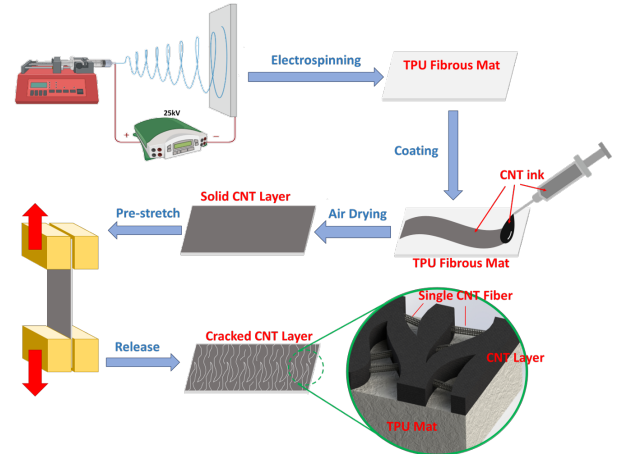 25kV
+
−
Electrospinning
TPU Fibrous Mat
Coating
CNT ink
TPU Fibrous Mat
Air Drying
Solid CNT Layer
Pre-stretch
Release
Cracked CNT Layer
Single CNT Fiber
CNT Layer
TPU Mat